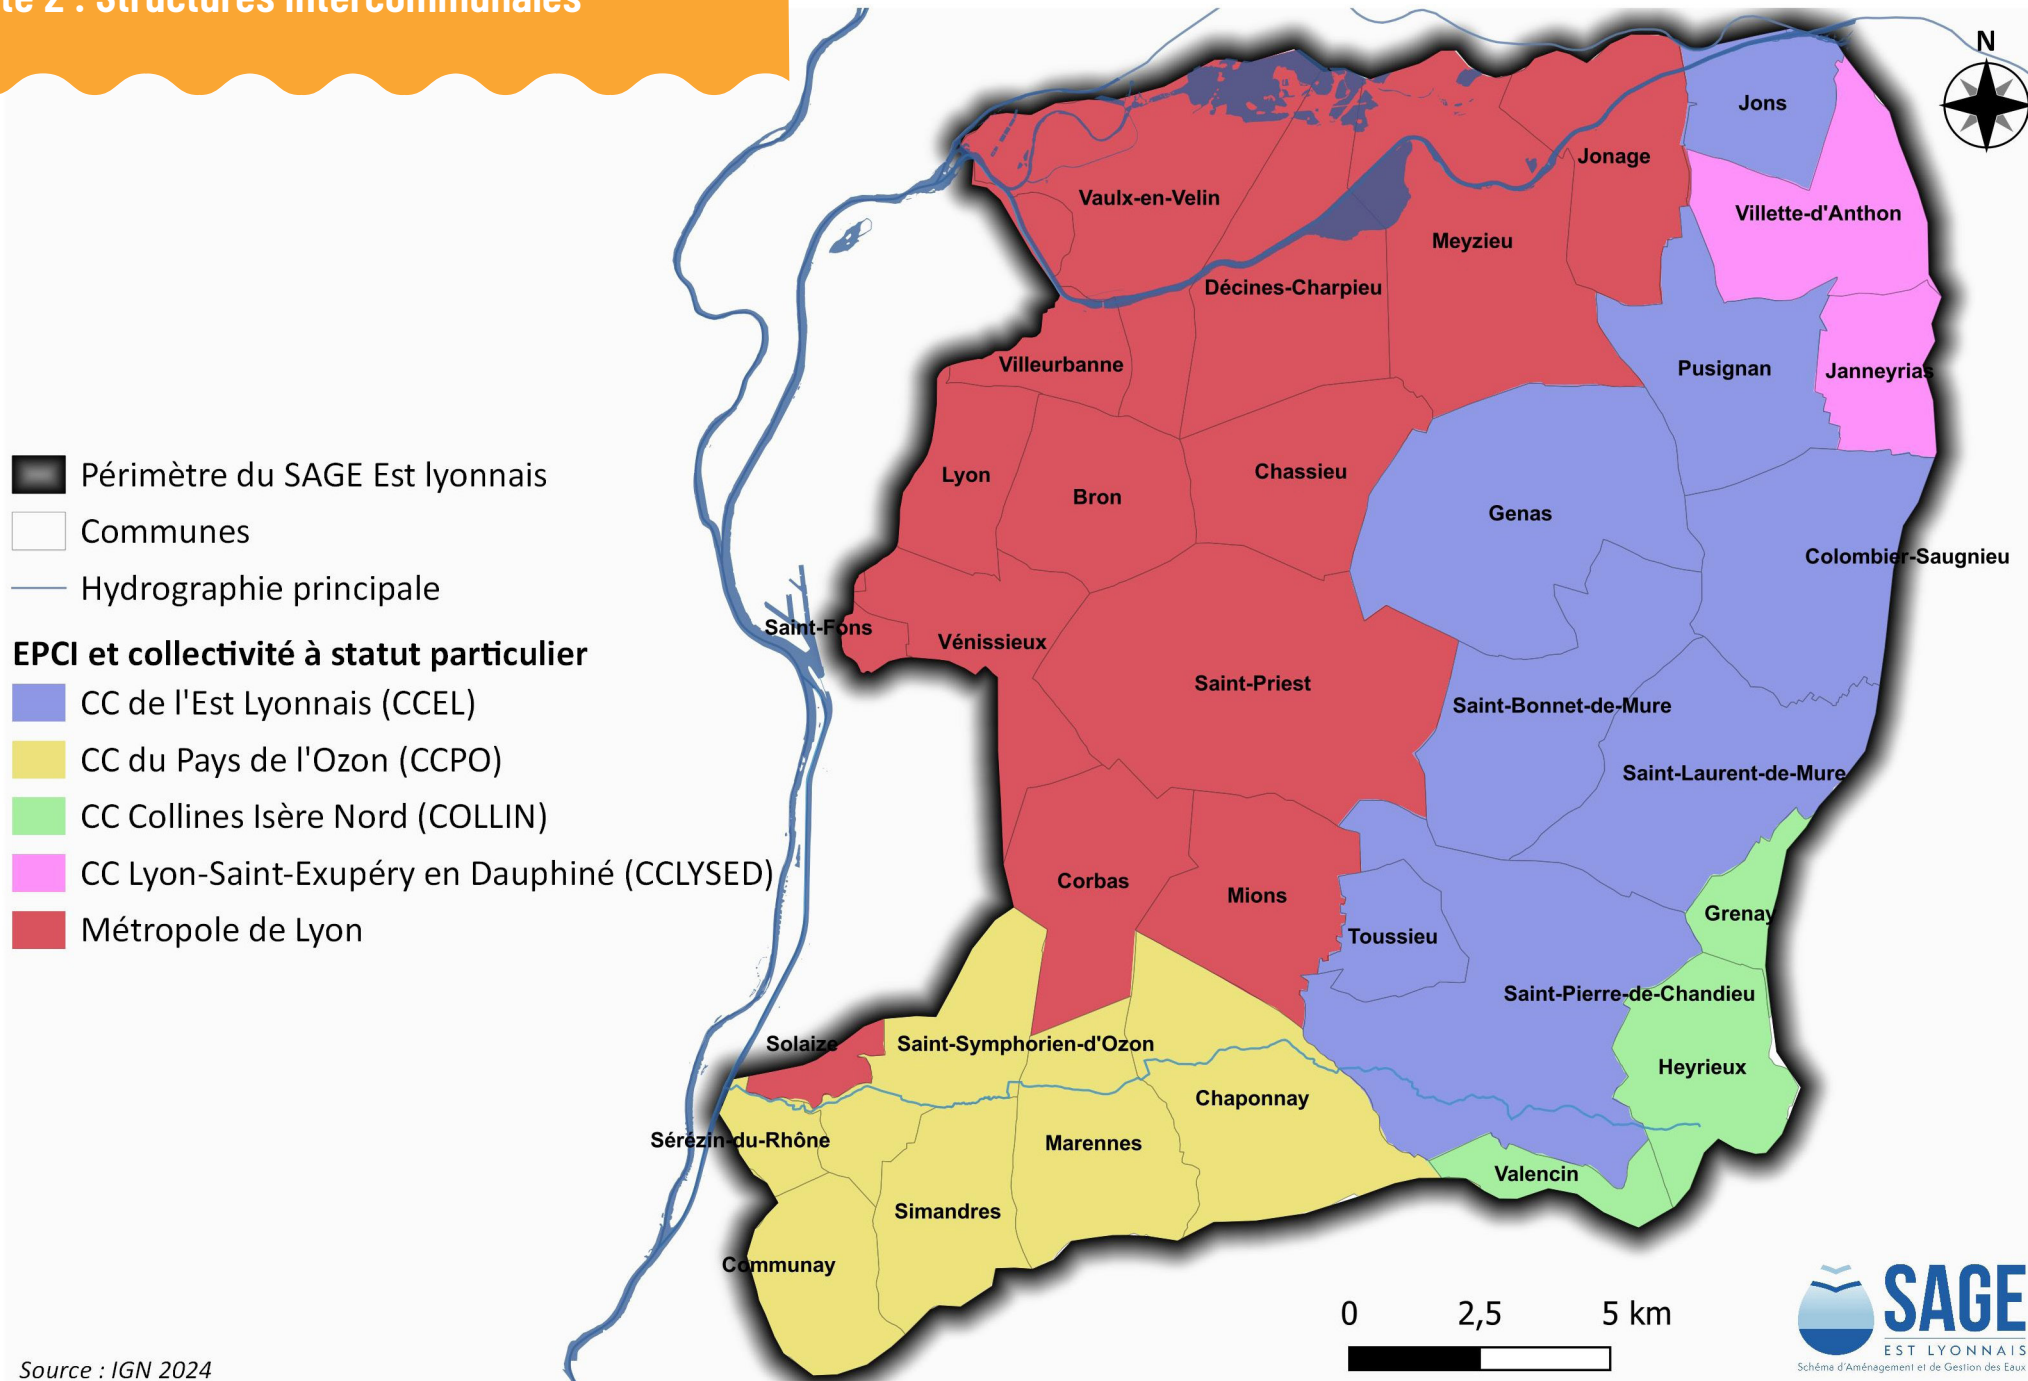 te 2 : Structures intercommunales
N
Jons
Jonage
Vaulx-en-Velin
Villette-d'Anthon
Meyzieu
Décines-Charpieu
Villeurbanne
Pusignan
Janneyrias
Lyon
Bron
Chassieu
Genas
Colombier-Saugnieu
Saint-Fons
Vénissieux
Saint-Priest
Saint-Bonnet-de-Mure
Saint-Laurent-de-Mure
Corbas
Mions
Toussieu
Grenay
Saint-Pierre-de-Chandieu
Solaize
Saint-Symphorien-d'Ozon
Heyrieux
Chaponnay
Sérézin-du-Rhône
Marennes
Valencin
Simandres
Communay
Périmètre du SAGE Est lyonnais
Communes
Hydrographie principale
EPCI et collectivité à statut particulier
CC de l'Est Lyonnais (CCEL)
CC du Pays de l'Ozon (CCPO)
CC Collines Isère Nord (COLLIN)
CC Lyon-Saint-Exupéry en Dauphiné (CCLYSED)
Métropole de Lyon
0 2,5 5 km
SAGE
EST LYONNAIS
Schéma d'Aménagement et de Gestion des Eaux
Source : IGN 2024